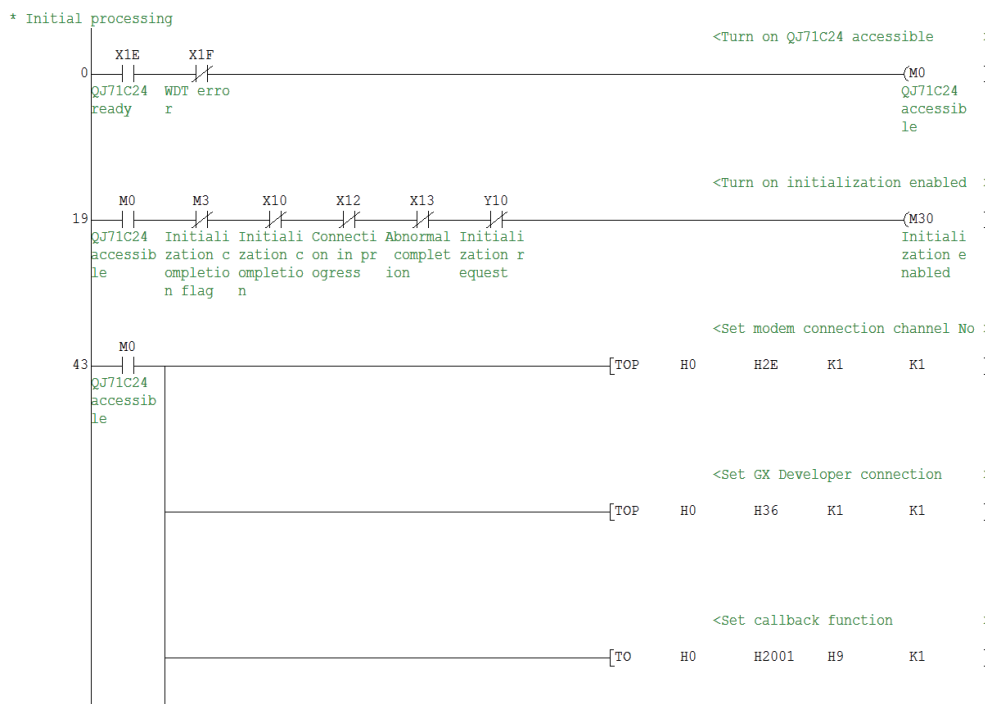 * Initial processing
<Turn on QJ71C24 accessible >
X1E X1F
0 (M0 )
QJ71C24 WDT erro QJ71C24
ready r accessib
le
<Turn on initialization enabled >
M0 M3 X10 X12 X13 Y10
19 (M30 )
QJ71C24 Initiali Initiali Connecti Abnormal Initiali Initiali
accessib zation c zation c on in pr complet zation r zation e
le ompletio ompletio ogress ion equest nabled
n flag n
<Set modem connection channel No >
M0
43 [TOP H0 H2E K1 K1 ]
QJ71C24
accessib
le
<Set GX Developer connection >
[TOP H0 H36 K1 K1 ]
<Set callback function >
[TO H0 H2001 H9 K1 ]